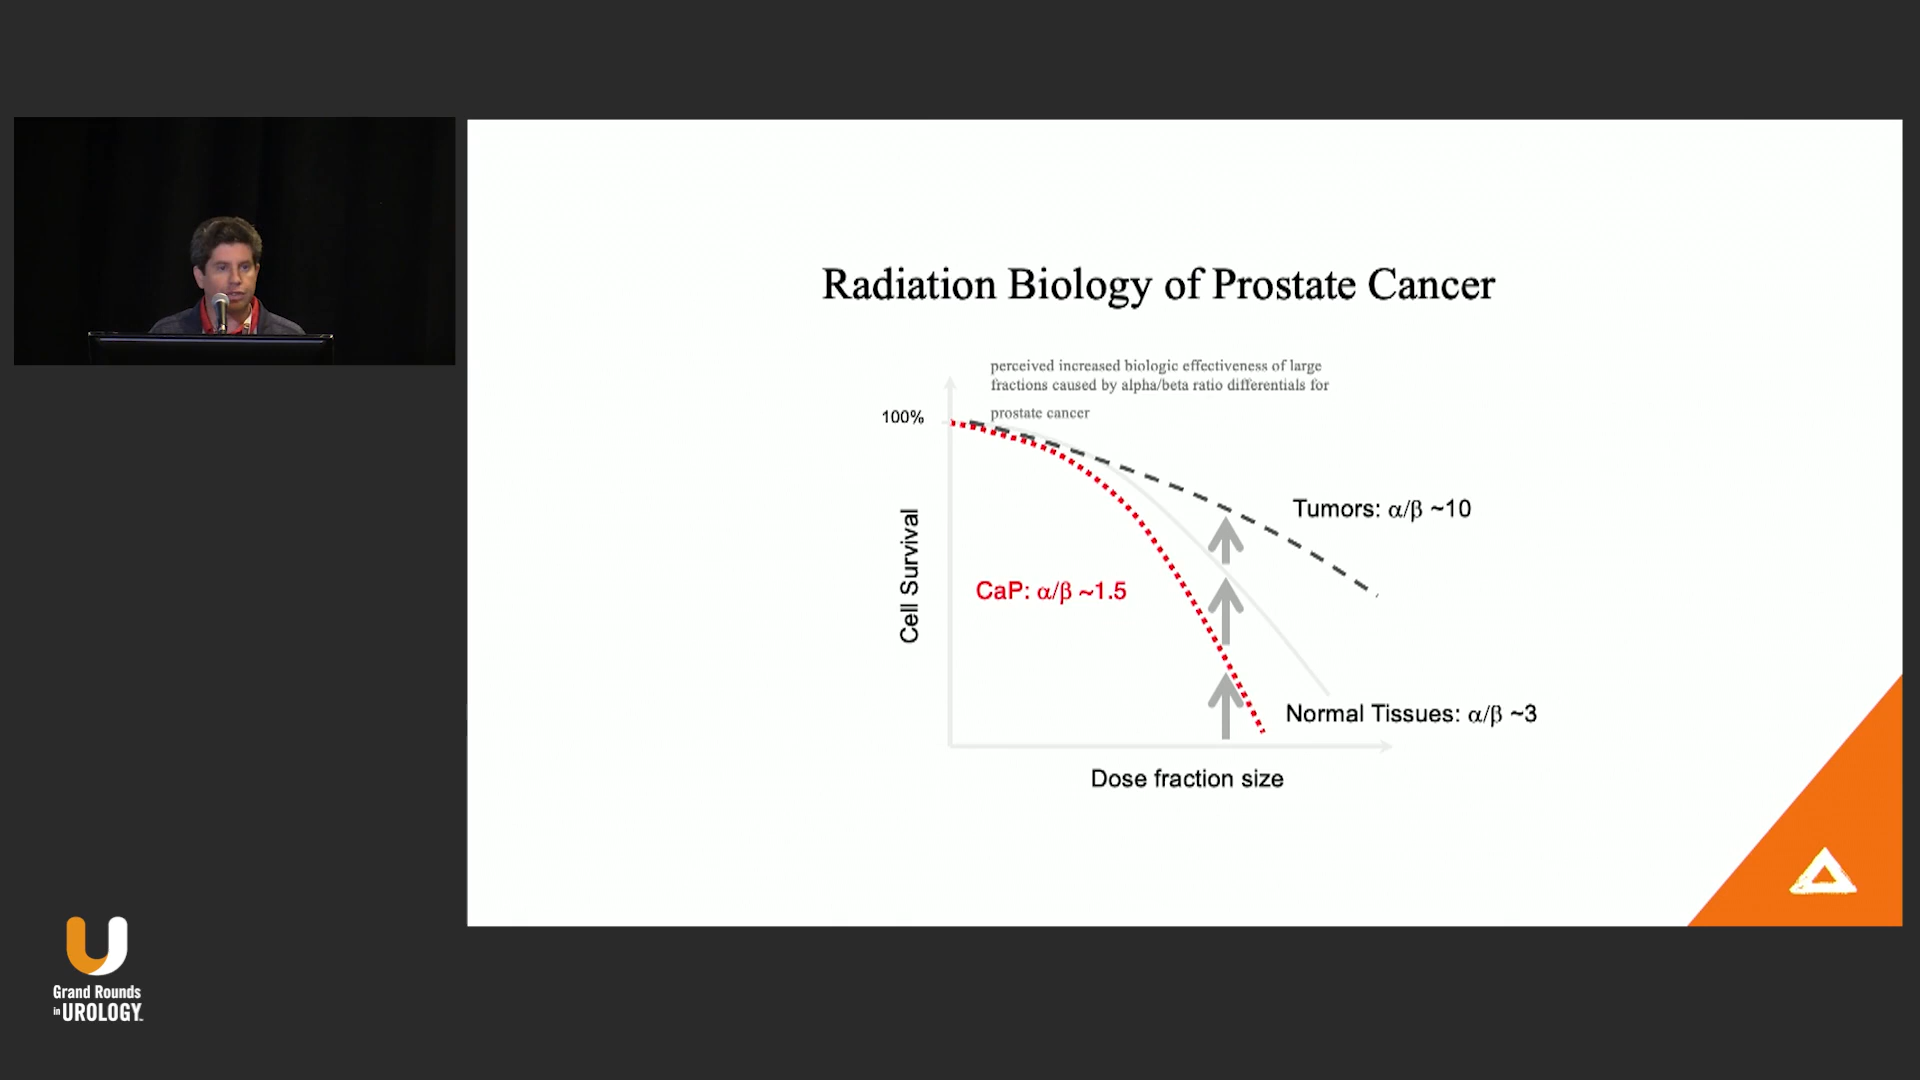 Radiation Biology of Prostate Cancer
perceived increased biologic effectiveness of large
fractions caused by alpha/beta ratio differentials for
prostate cancer
100%
Tumors: α/β ~10
Cell Survival
CaP: α/β ~1.5
Normal Tissues: α/β ~3
Dose fraction size
Grand Rounds
in UROLOGY